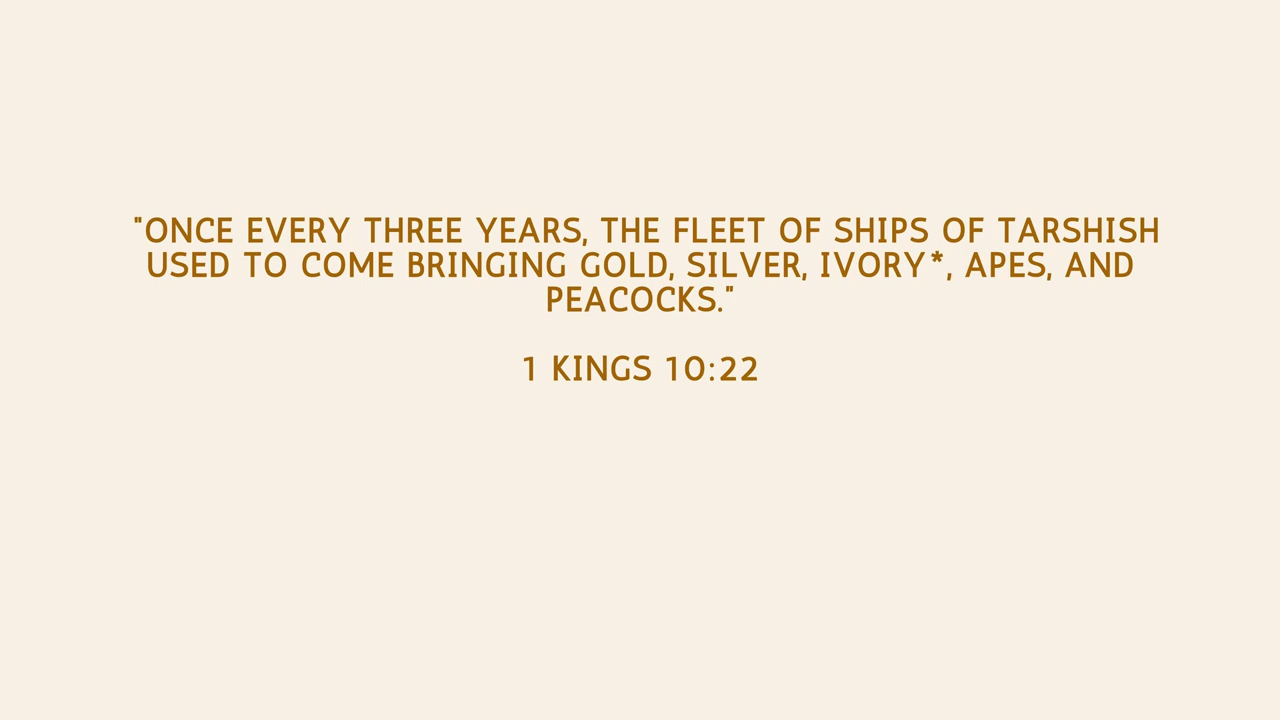 "ONCE EVERY THREE YEARS, THE FLEET OF SHIPS OF TARSHISH
USED TO COME BRINGING GOLD, SILVER, IVORY*, APES, AND
PEACOCKS."
1 KINGS 10:22